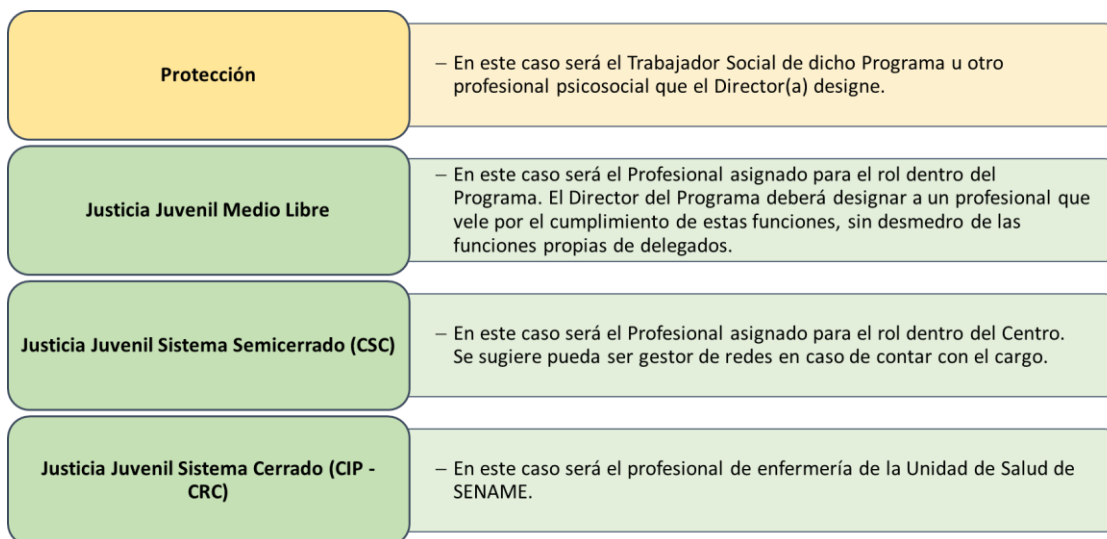 Protección
– En este caso será el Trabajador Social de dicho Programa u otro
profesional psicosocial que el Director(a) designe.
Justicia Juvenil Medio Libre
– En este caso será el Profesional asignado para el rol dentro del
Programa. El Director del Programa deberá designar a un profesional que
vele por el cumplimiento de estas funciones, sin desmedro de las
funciones propias de delegados.
Justicia Juvenil Sistema Semicerrado (CSC)
– En este caso será el Profesional asignado para el rol dentro del Centro.
Se sugiere pueda ser gestor de redes en caso de contar con el cargo.
Justicia Juvenil Sistema Cerrado (CIP -
CRC)
– En este caso será el profesional de enfermería de la Unidad de Salud de
SENAME.